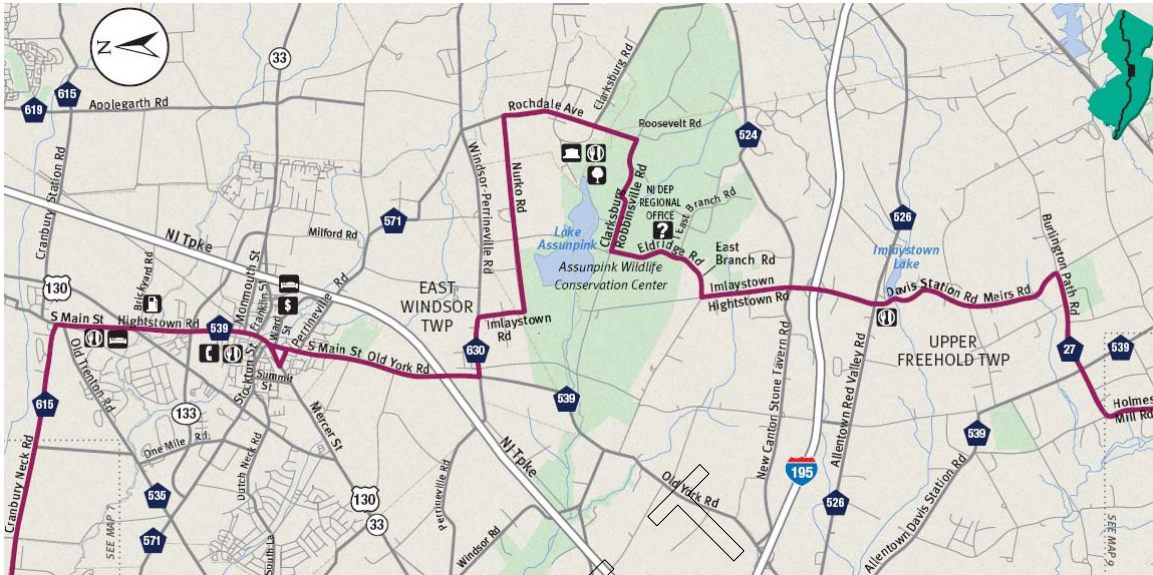 N
33
615
619
Applegarth Rd
Cranbury Station Rd
Rochdale Ave
Clarksburg Rd
Roosevelt Rd
524
571
Milford Rd
NJ Tpke
Windsor-Perrineville Rd
Nurko Rd
Clarksburg
Robbinsville Rd
NJ DEP
REGIONAL
OFFICE
?
East Branch Rd
526
Burlington Path Rd
130
Brickyard Rd
Monmouth St
Franklin St
Ward St
$
Perrineville Rd
EAST
WINDSOR
TWP
Lake
Assunpink
Eldridge Rd
East
Branch Rd
Assunpink Wildlife
Conservation Center
Imlaystown
Lake
S Main St
Hightstown Rd
539
Imlaystown
Rd
Imlaystown
Hightstown Rd
Davis Station Rd
Meirs Rd
Old Trenton Rd
Stockton St
Summit
St
S Main St
Old York Rd
630
UPPER
FREEHOLD TWP
27
539
615
133
Mercer St
539
New Canton Stone Tavern Rd
Allentown Red Valley Rd
Holmes
Mill Rd
Cranbury Neck Rd
One Mile Rd
Dutch Neck Rd
NJ Tpke
539
195
Old York Rd
535
130
33
Perrineville Rd
526
Allentown Davis Station Rd
SEE MAP 7
571
South La
Windsor Rd
SEE MAP 9